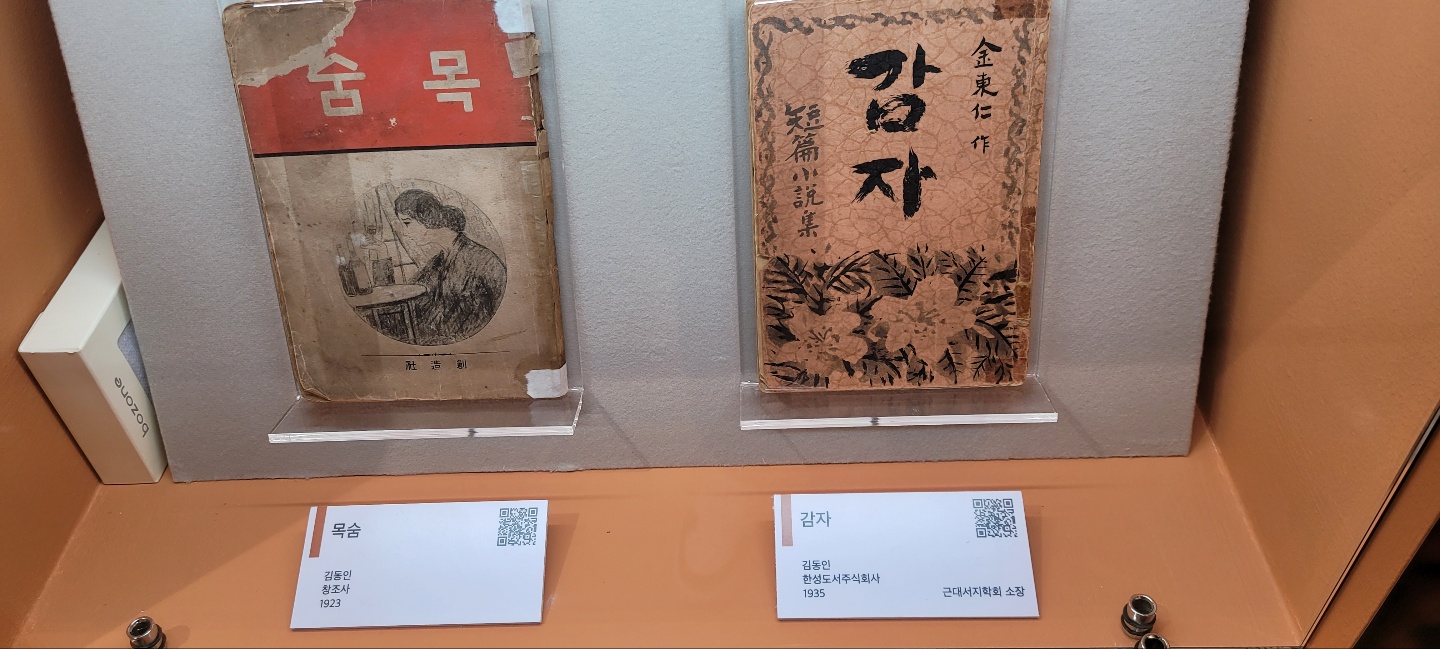 목숨
創造社
金東仁 作
감자
短篇小說集
bozone
목숨
김동인
창조사
1923
감자
김동인
한성도서주식회사
1935
근대서지학회 소장